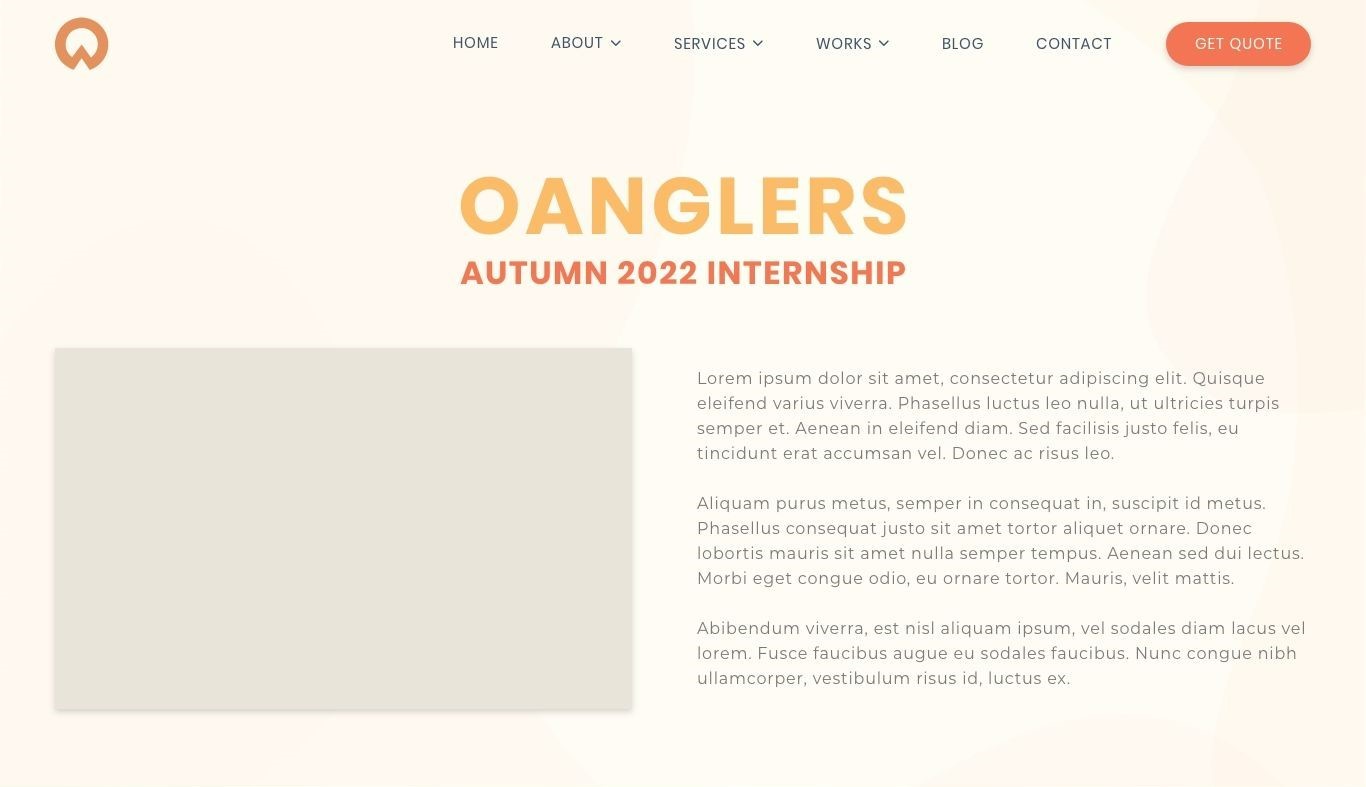 HOME ABOUT SERVICES WORKS BLOG CONTACT GET QUOTE
OANGLERS
AUTUMN 2022 INTERNSHIP
Lorem ipsum dolor sit amet, consectetur adipiscing elit. Quisque
eleifend varius viverra. Phasellus luctus leo nulla, ut ultricies turpis
semper et. Aenean in eleifend diam. Sed facilisis justo felis, eu
tincidunt erat accumsan vel. Donec ac risus leo.
Aliquam purus metus, semper in consequat in, suscipit id metus.
Phasellus consequat justo sit amet tortor aliquet ornare. Donec
lobortis mauris sit amet nulla semper tempus. Aenean sed dui lectus.
Morbi eget congue odio, eu ornare tortor. Mauris, velit mattis.
Abibendum viverra, est nisl aliquam ipsum, vel sodales diam lacus vel
lorem. Fusce faucibus augue eu sodales faucibus. Nunc congue nibh
ullamcorper, vestibulum risus id, luctus ex.